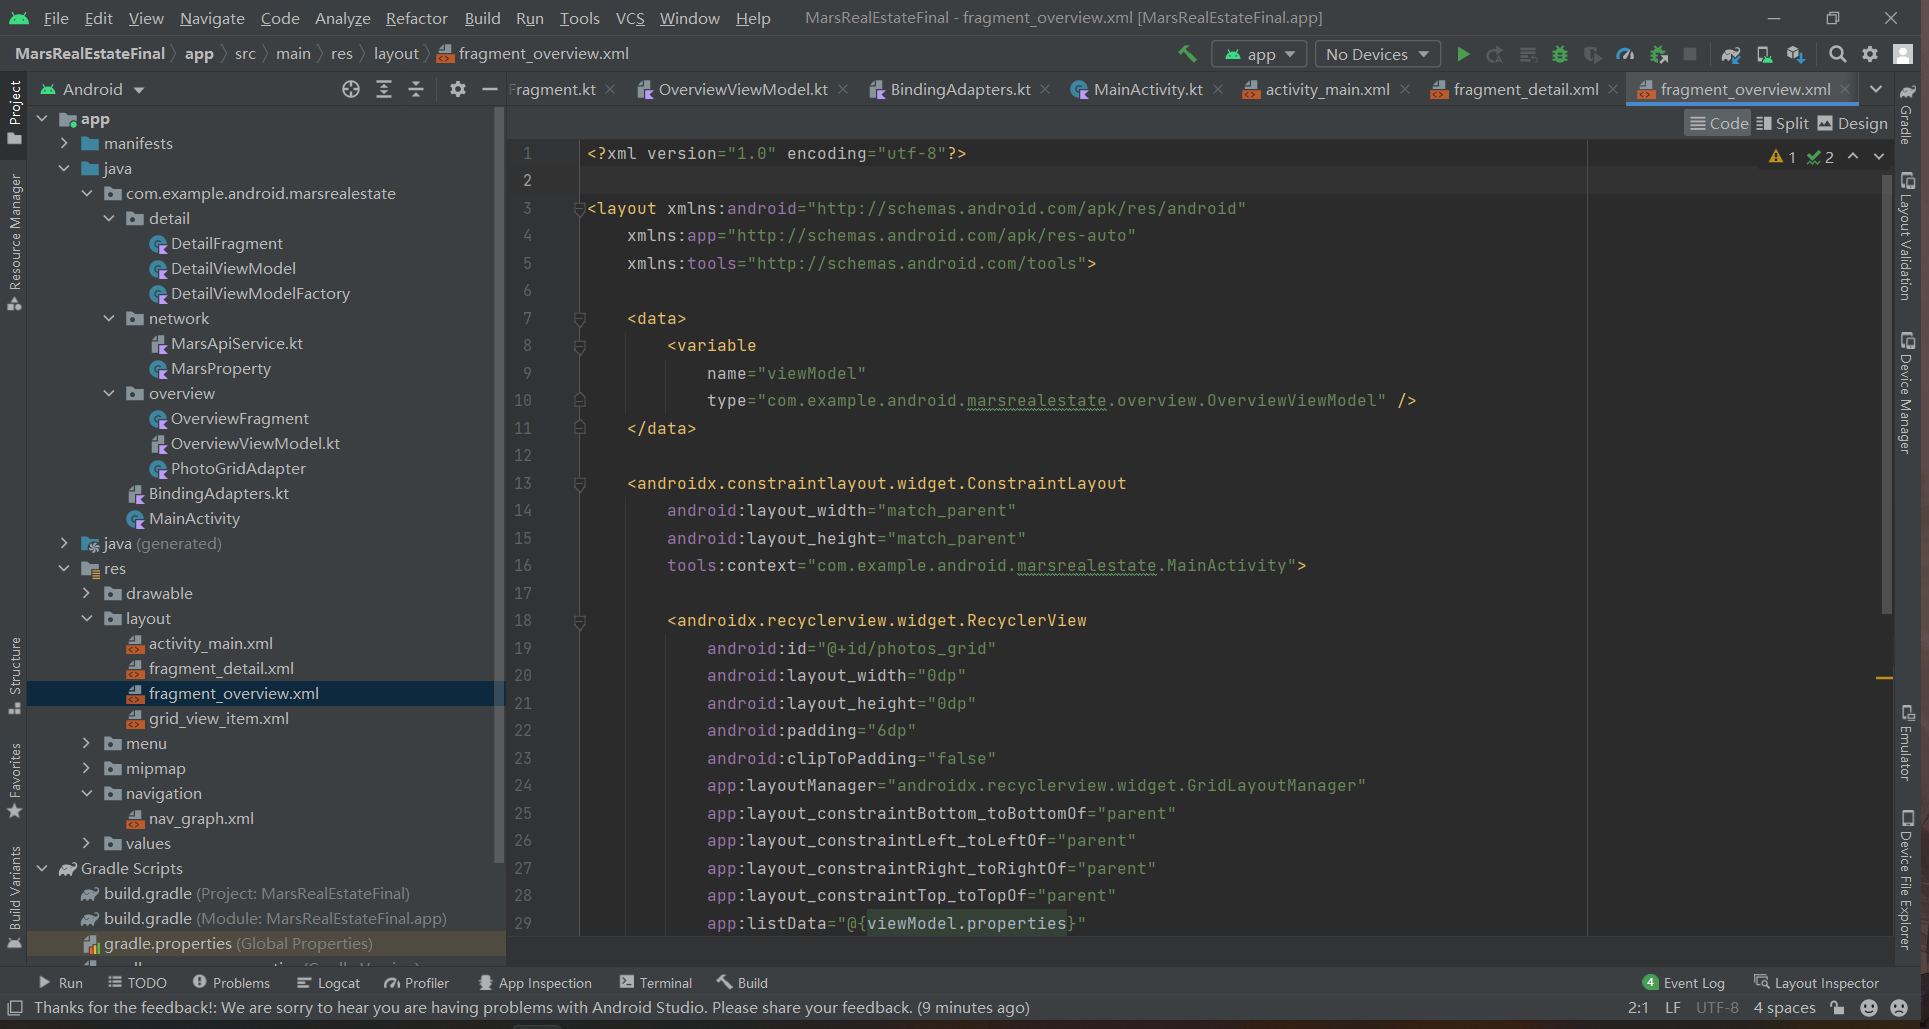 File Edit View Navigate Code Analyze Refactor Build Run Tools VCS Window Help MarsRealEstateFinal - fragment_overview.xml [MarsRealEstateFinal.app]
MarsRealEstateFinal app src main res layout fragment_overview.xml app No Devices
Android
Fragment.kt OverviewViewModel.kt BindingAdapters.kt MainActivity.kt activity_main.xml fragment_detail.xml fragment_overview.xml
Code Split Design
Project
Resource Manager
Structure
Favorites
Build Variants
app
manifests
java
com.example.android.marsrealestate
detail
DetailFragment
DetailViewModel
DetailViewModelFactory
network
MarsApiService.kt
MarsProperty
overview
OverviewFragment
OverviewViewModel.kt
PhotoGridAdapter
BindingAdapters.kt
MainActivity
java (generated)
res
drawable
layout
activity_main.xml
fragment_detail.xml
fragment_overview.xml
grid_view_item.xml
menu
mipmap
navigation
nav_graph.xml
values
Gradle Scripts
build.gradle (Project: MarsRealEstateFinal)
build.gradle (Module: MarsRealEstateFinal.app)
gradle.properties (Global Properties)
1 <?xml version="1.0" encoding="utf-8"?>
2
3 <layout xmlns:android="http://schemas.android.com/apk/res/android"
4 xmlns:app="http://schemas.android.com/apk/res-auto"
5 xmlns:tools="http://schemas.android.com/tools">
6
7 <data>
8 <variable
9 name="viewModel"
10 type="com.example.android.marsrealestate.overview.OverviewViewModel" />
11 </data>
12
13 <androidx.constraintlayout.widget.ConstraintLayout
14 android:layout_width="match_parent"
15 android:layout_height="match_parent"
16 tools:context="com.example.android.marsrealestate.MainActivity">
17
18 <androidx.recyclerview.widget.RecyclerView
19 android:id="@+id/photos_grid"
20 android:layout_width="0dp"
21 android:layout_height="0dp"
22 android:padding="6dp"
23 android:clipToPadding="false"
24 app:layoutManager="androidx.recyclerview.widget.GridLayoutManager"
25 app:layout_constraintBottom_toBottomOf="parent"
26 app:layout_constraintLeft_toLeftOf="parent"
27 app:layout_constraintRight_toRightOf="parent"
28 app:layout_constraintTop_toTopOf="parent"
29 app:listData="@{viewModel.properties}"
1 2
Gradle
Layout Validation
Device Manager
Emulator
Device File Explorer
Run TODO Problems Logcat Profiler App Inspection Terminal Build 4 Event Log Layout Inspector
Thanks for the feedback!: We are sorry to hear you are having problems with Android Studio. Please share your feedback. (9 minutes ago) 2:1 LF UTF-8 4 spaces